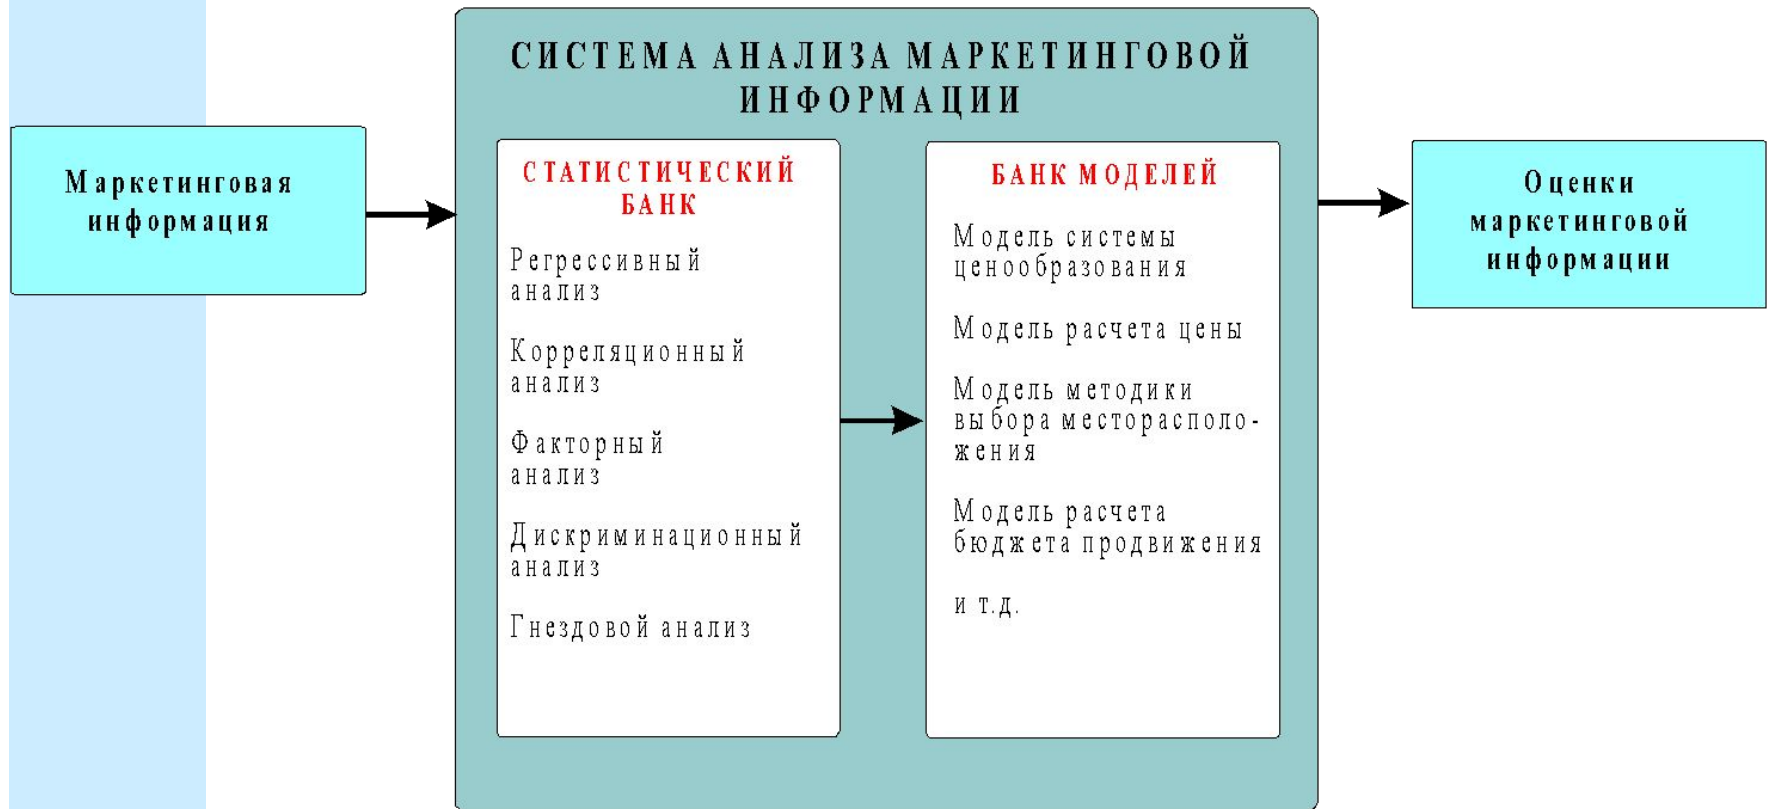 СИСТЕМА АНАЛИЗА МАРКЕТИНГОВОЙ
ИНФОРМАЦИИ
Маркетинговая
информация
СТАТИСТИЧЕСКИЙ
БАНК
Регрессивный
анализ
Корреляционный
анализ
Факторный
анализ
Дискриминационный
анализ
Гнездовой анализ
БАНК МОДЕЛЕЙ
Модель системы
ценообразования
Модель расчета цены
Модель методики
выбора месторасполо-
жения
Модель расчета
бюджета продвижения
и т.д.
Оценки
маркетинговой
информации